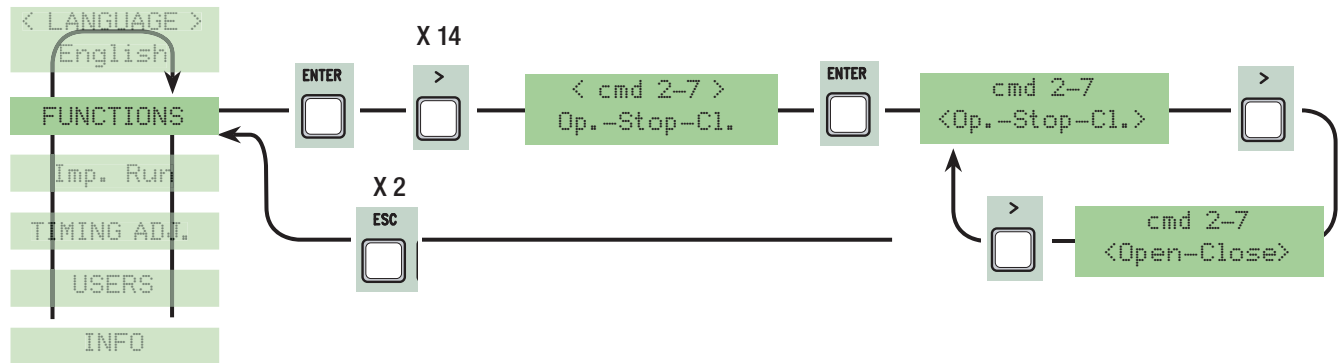 < LANGUAGE >
English
FUNCTIONS
Imp. Run
TIMING ADJ.
USERS
INFO
ENTER
X 14
>
< cmd 2-7 >
Op.-Stop-Cl.
ENTER
cmd 2-7
<Op.-Stop-Cl.>
>
cmd 2-7
<Open-Close>
>
X 2
ESC